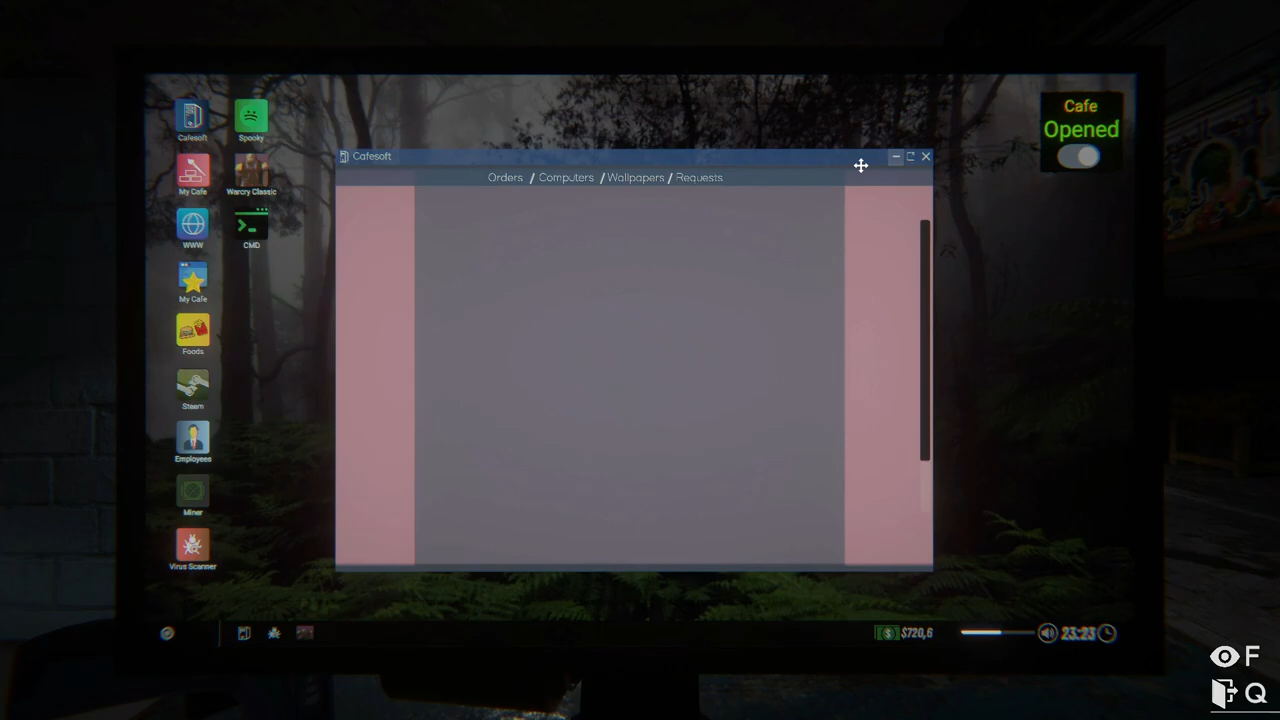 Cafesoft
Spooky
My Cafe
Warcry Classic
WWW
CMD
My Cafe
Foods
Steam
Employees
Miner
Virus Scanner
Cafesoft
Orders / Computers / Wallpapers / Requests
Cafe
Opened
$720,6
23:23
F
Q